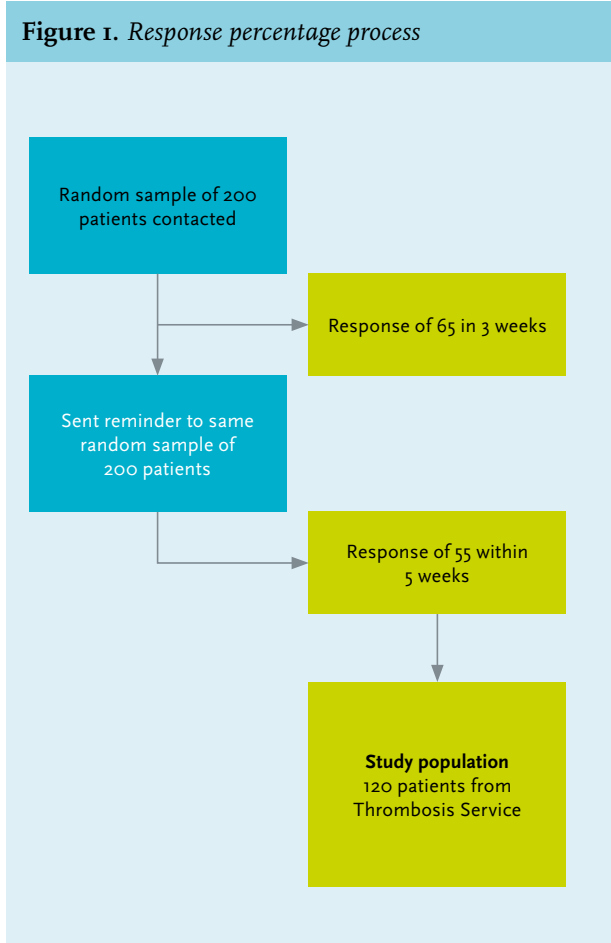 Figure 1. Response percentage process
Random sample of 200
patients contacted
Response of 65 in 3 weeks
Sent reminder to same
random sample of
200 patients
Response of 55 within
5 weeks
Study population
120 patients from
Thrombosis Service